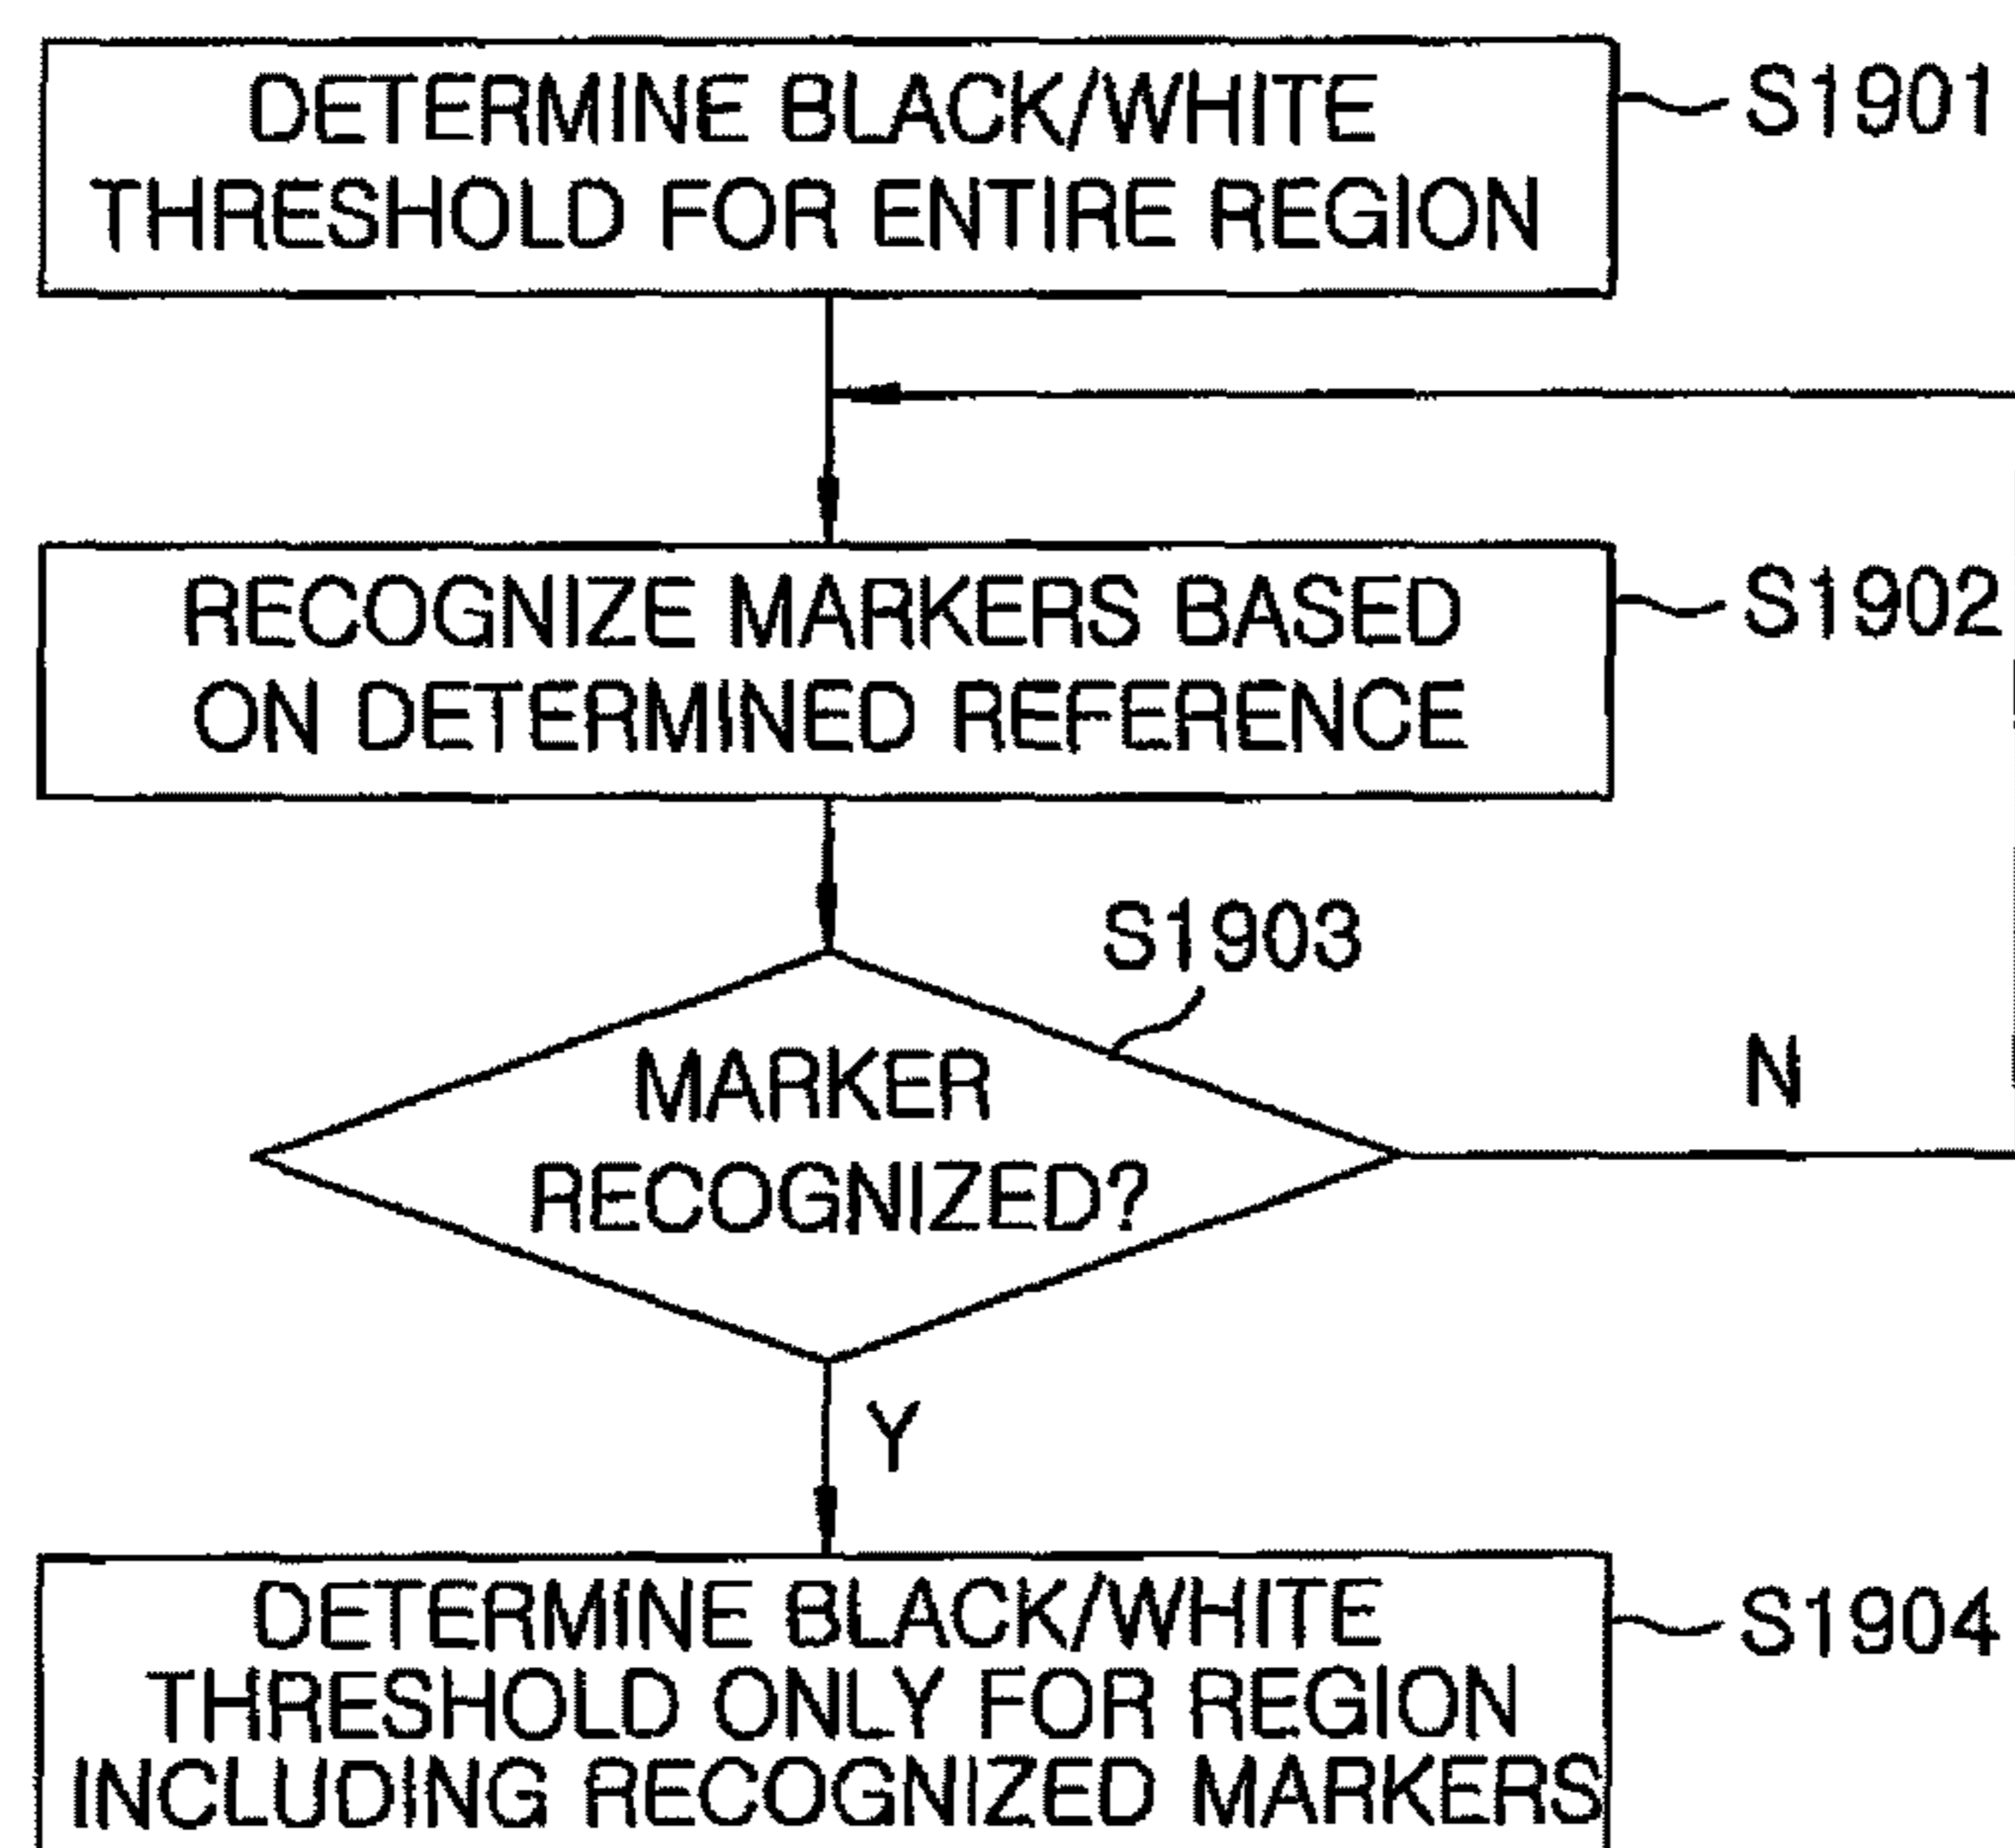 DETERMINE BLACK/WHITE
THRESHOLD FOR ENTIRE REGION
S1901
RECOGNIZE MARKERS BASED
ON DETERMINED REFERENCE
S1902
S1903
MARKER
RECOGNIZED?
N
Y
DETERMINE BLACK/WHITE
THRESHOLD ONLY FOR REGION
INCLUDING RECOGNIZED MARKERS
S1904